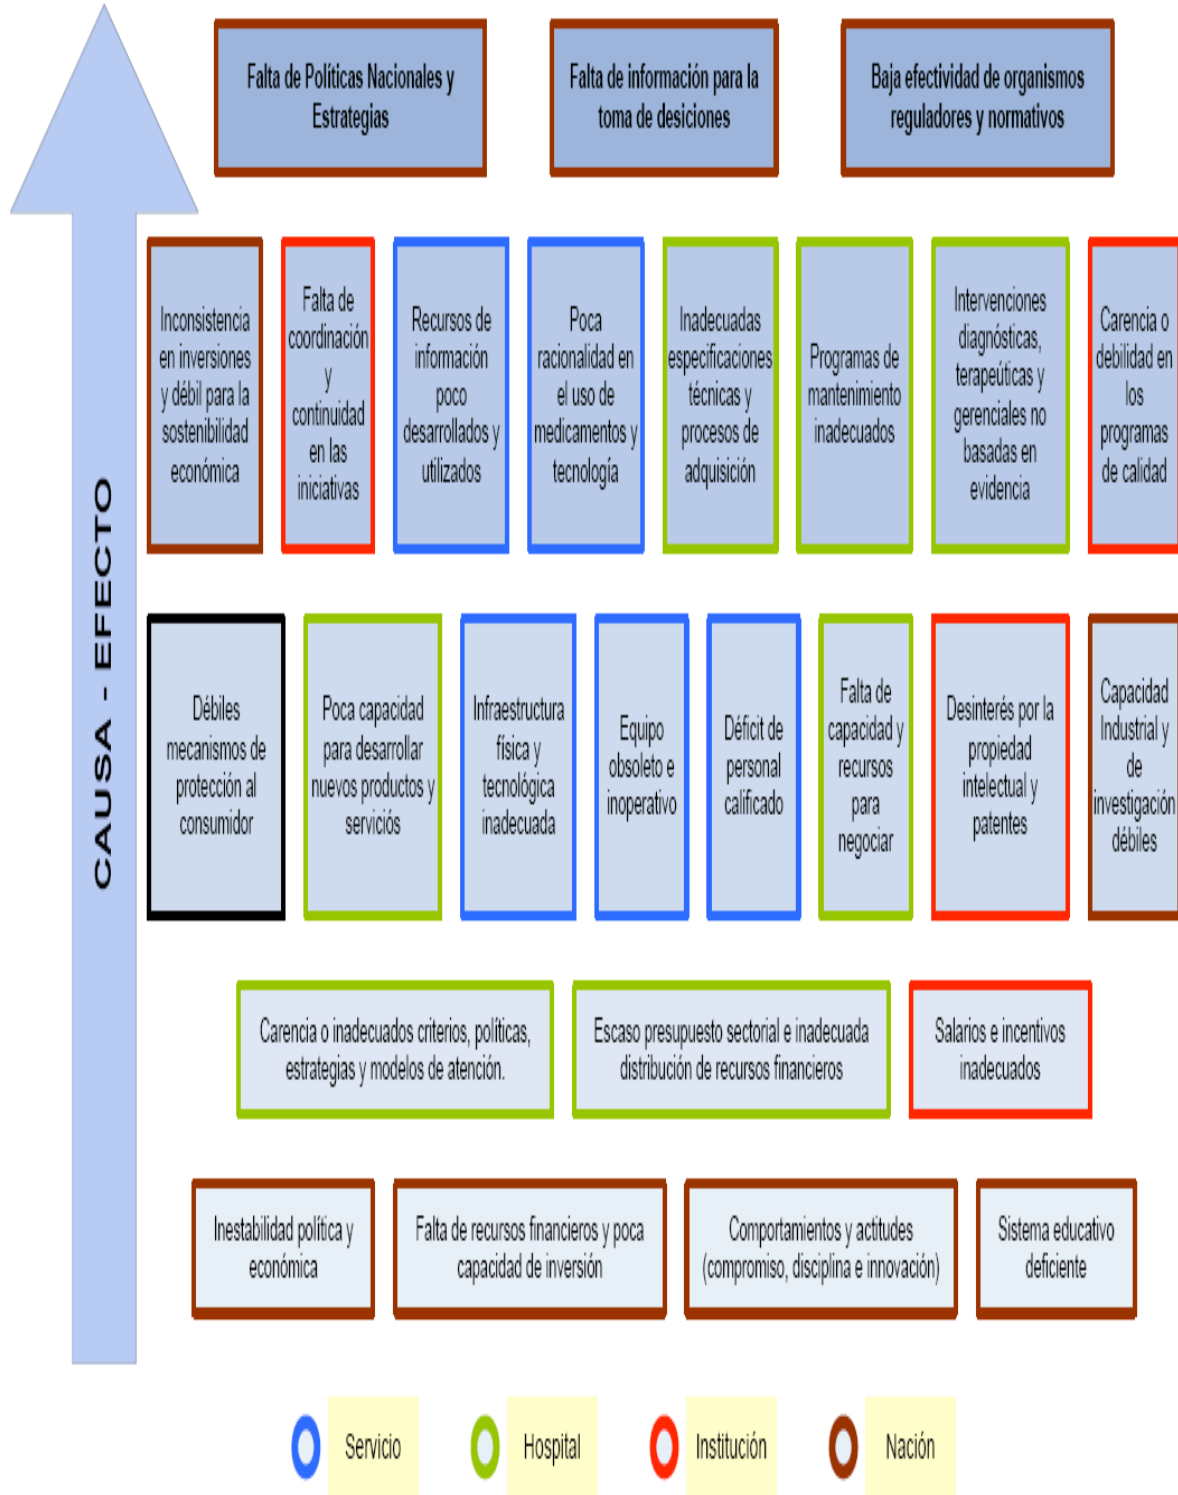 Falta de Políticas Nacionales y
Estrategias
Falta de información para la
toma de desiciones
Baja efectividad de organismos
reguladores y normativos
Inconsistencia
en inversiones
y débil para la
sostenibilidad
económica
Falta de
coordinación
y
continuidad
en las
iniciativas
Recursos de
información
poco
desarrollados y
utilizados
Poca
racionalidad en
el uso de
medicamentos y
tecnología
Inadecuadas
especificaciones
técnicas y
procesos de
adquisición
Programas de
mantenimiento
inadecuados
Intervenciones
diagnósticas,
terapeúticas y
gerenciales no
basadas en
evidencia
Carencia o
debilidad en
los
programas
de calidad
CAUSA - EFECTO
Débiles
mecanismos de
protección al
consumidor
Poca capacidad
para desarrollar
nuevos productos y
serviciós
Infraestructura
física y
tecnológica
inadecuada
Equipo
obsoleto e
inoperativo
Déficit de
personal
calificado
Falta de
capacidad y
recursos
para
negociar
Desinterés por la
propiedad
intelectual y
patentes
Capacidad
Industrial y
de
investigación
débiles
Carencia o inadecuados criterios, políticas,
estrategias y modelos de atención.
Escaso presupuesto sectorial e inadecuada
distribución de recursos financieros
Salarios e incentivos
inadecuados
Inestabilidad política y
económica
Falta de recursos financieros y poca
capacidad de inversión
Comportamientos y actitudes
(compromiso, disciplina e innovación)
Sistema educativo
deficiente
Servicio
Hospital
Institución
Nación